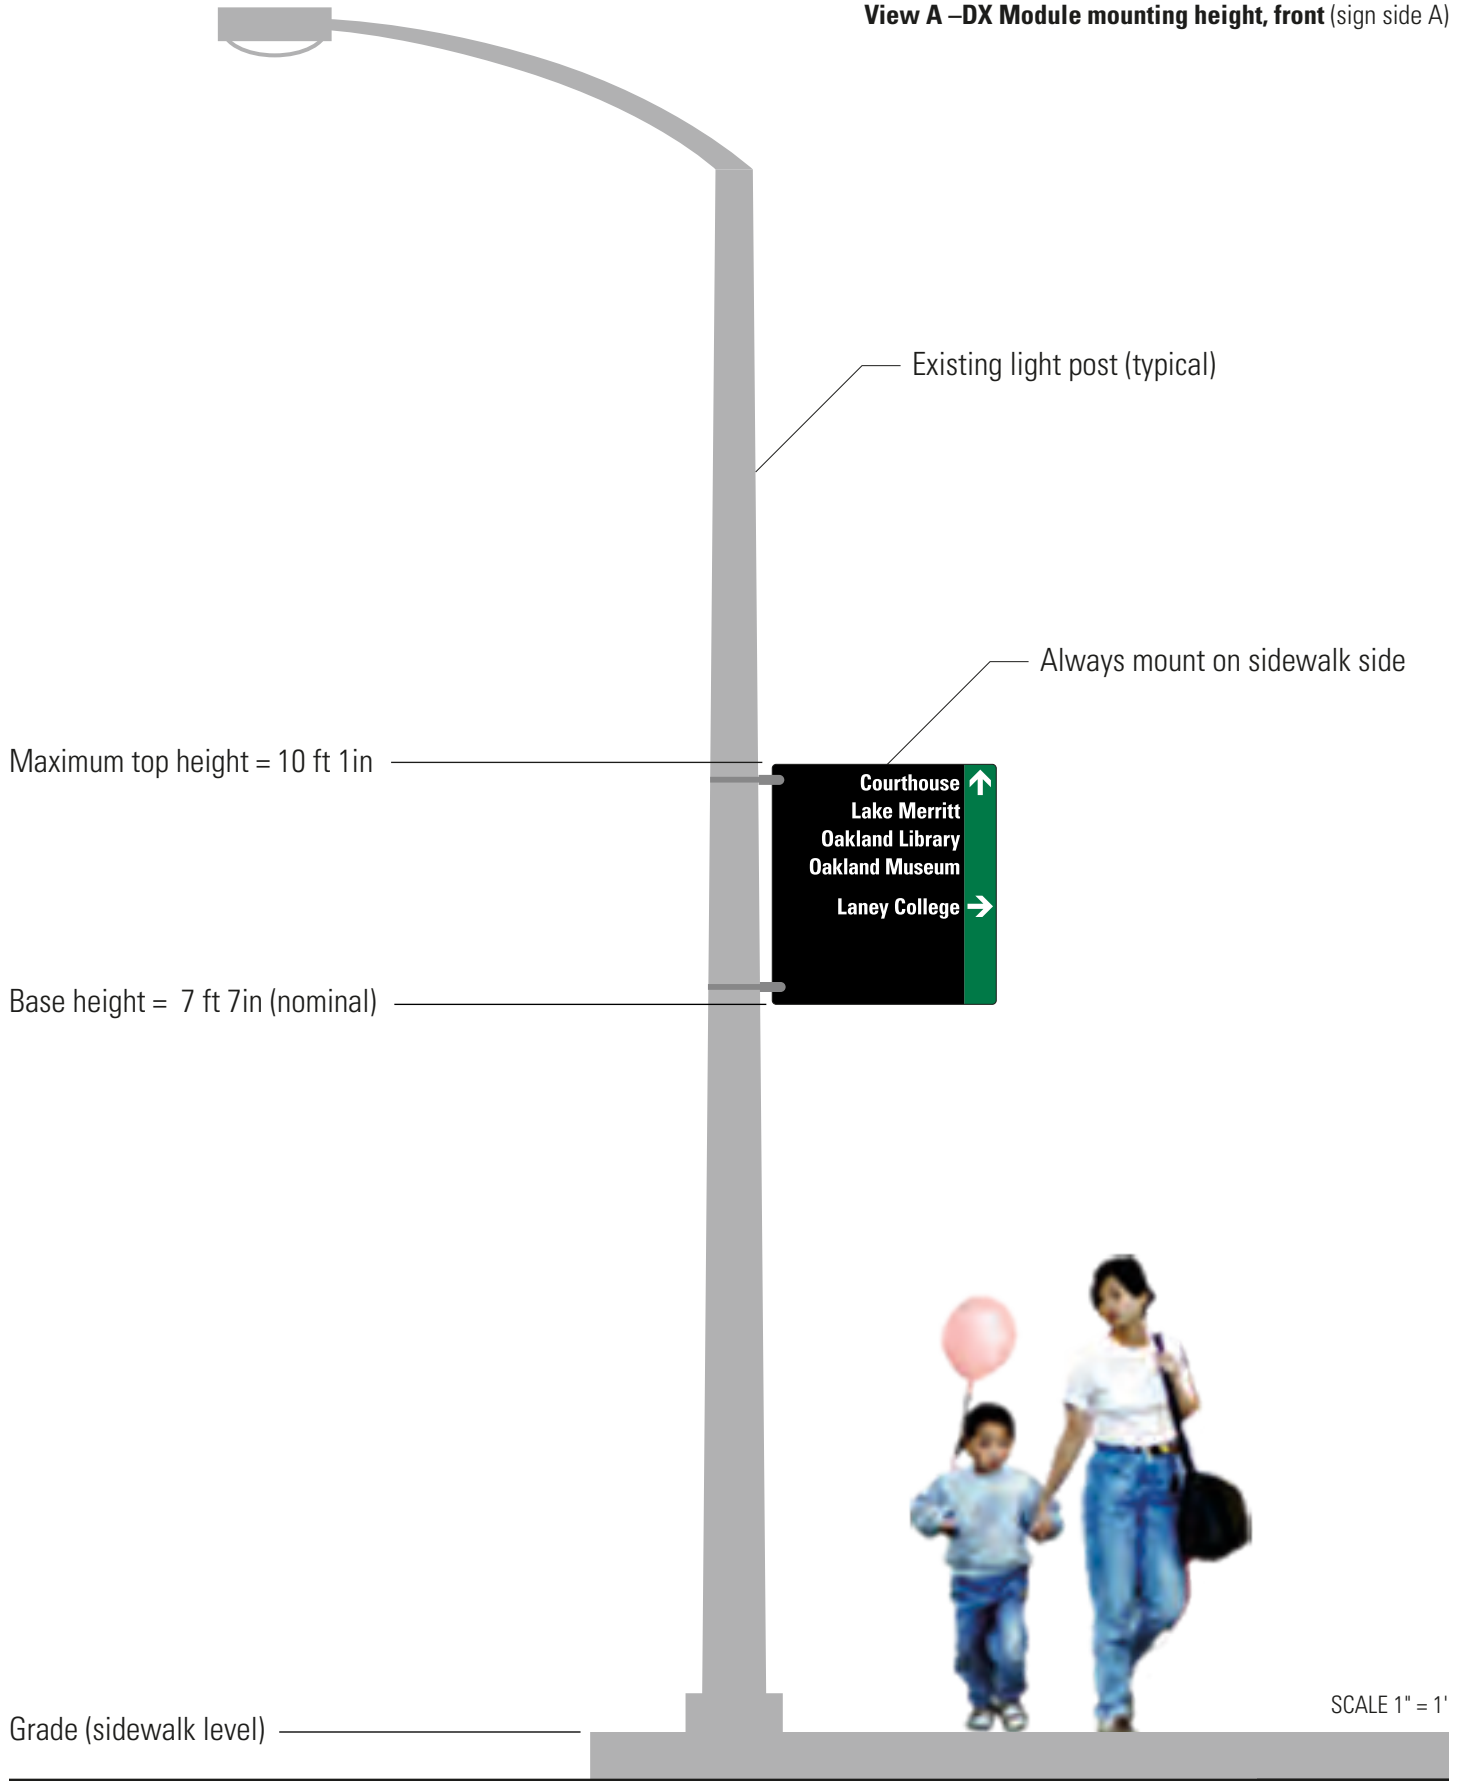 View A –DX Module mounting height, front (sign side A)
Existing light post (typical)
Always mount on sidewalk side
Maximum top height = 10 ft 1in
Courthouse
Lake Merritt
Oakland Library
Oakland Museum
Laney College
Base height =  7 ft 7in (nominal)
SCALE 1" = 1'
Grade (sidewalk level)